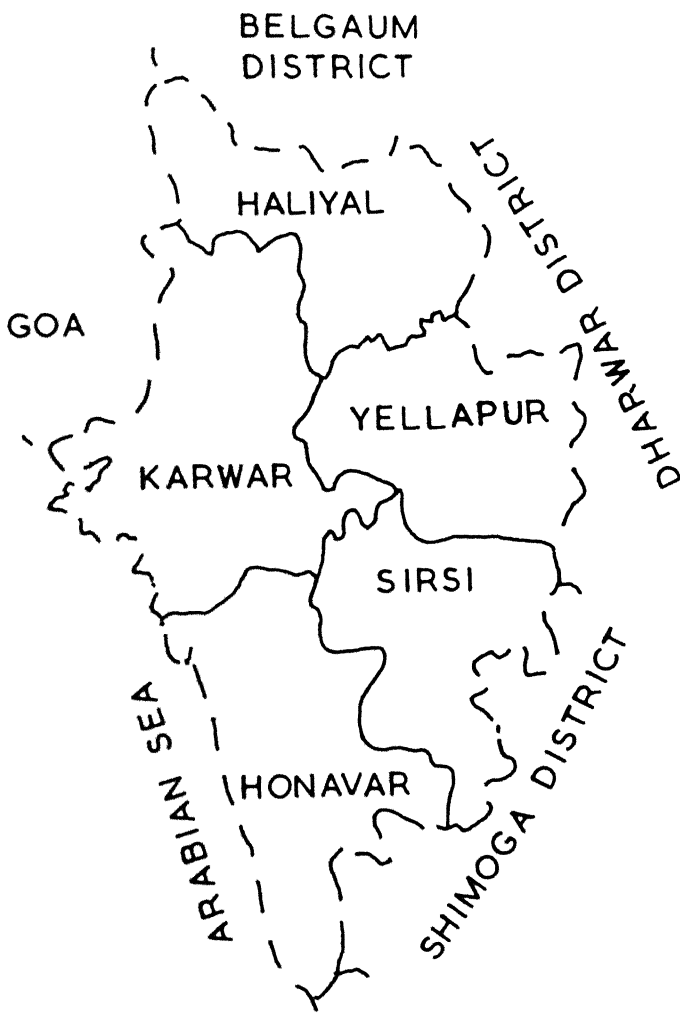 BELGAUM
DISTRICT
HALIYAL
DHARWAR DISTRICT
GOA
YELLAPUR
KARWAR
SIRSI
ARABIAN SEA
HONAVAR
SHIMOGA DISTRICT